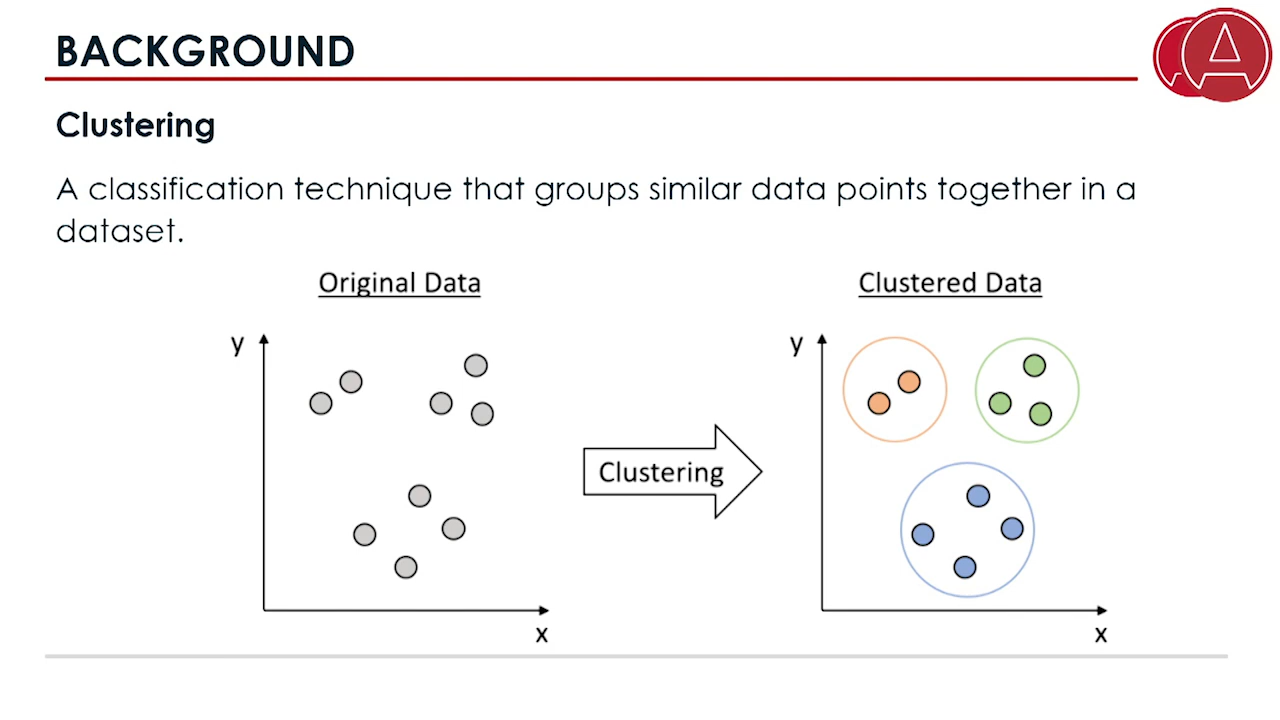 BACKGROUND
Clustering
A classification technique that groups similar data points together in a
dataset.
Original Data
Clustered Data
y
y
Clustering
x
x